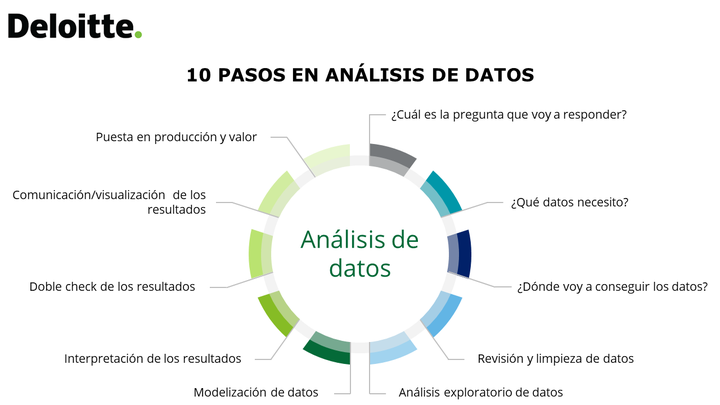 Deloitte.
10 PASOS EN ANÁLISIS DE DATOS
¿Cuál es la pregunta que voy a responder?
¿Qué datos necesito?
¿Dónde voy a conseguir los datos?
Revisión y limpieza de datos
Análisis exploratorio de datos
Modelización de datos
Interpretación de los resultados
Doble check de los resultados
Comunicación/visualización de los
resultados
Puesta en producción y valor
Análisis de
datos